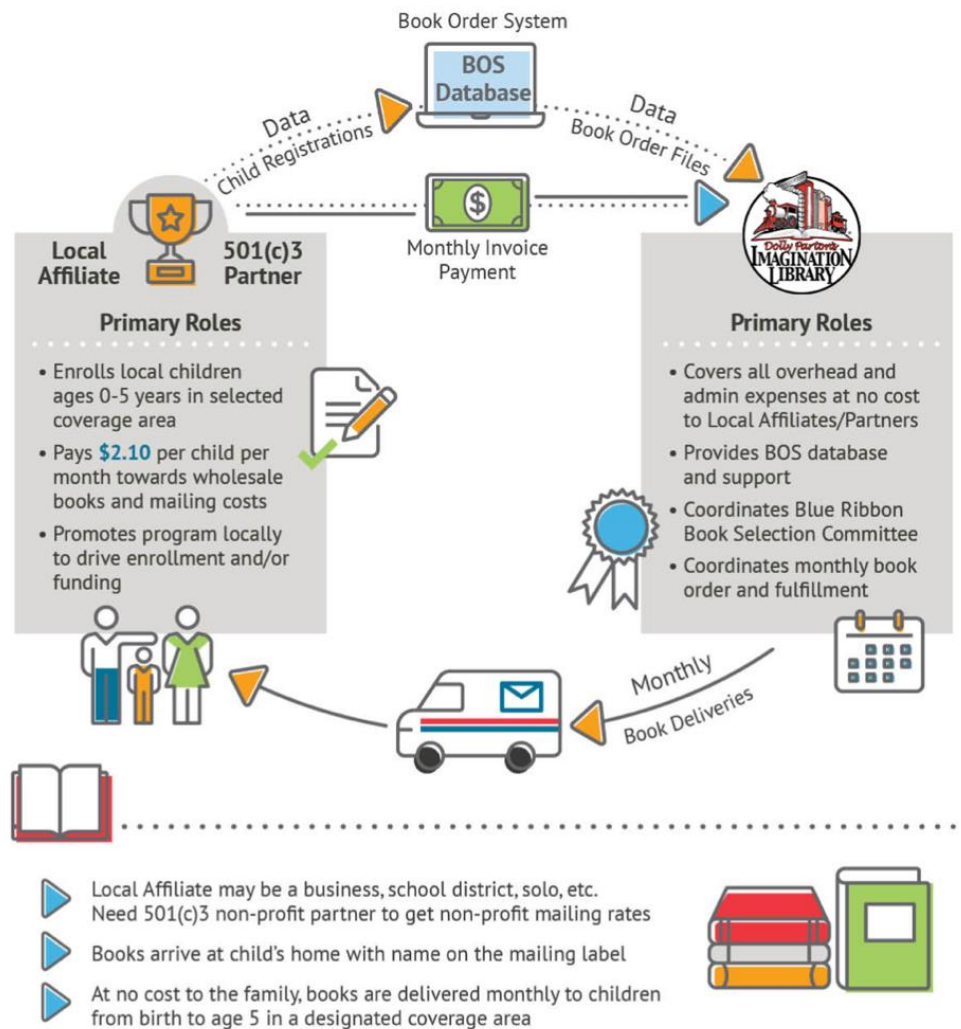 Book Order System
BOS
Database
Data
Child Registrations
Data
Book Order Files
$
Monthly Invoice
Payment
Local
Affiliate
501(c)3
Partner
Dolly Parton's
IMAGINATION
LIBRARY
Primary Roles
• Enrolls local children
ages 0-5 years in selected
coverage area
• Pays $2.10 per child per
month towards wholesale
books and mailing costs
• Promotes program locally
to drive enrollment and/or
funding
Primary Roles
• Covers all overhead and
admin expenses at no cost
to Local Affiliates/Partners
• Provides BOS database
and support
• Coordinates Blue Ribbon
Book Selection Committee
• Coordinates monthly book
order and fulfillment
Monthly
Book Deliveries
Local Affiliate may be a business, school district, solo, etc.
Need 501(c)3 non-profit partner to get non-profit mailing rates
Books arrive at child's home with name on the mailing label
At no cost to the family, books are delivered monthly to children
from birth to age 5 in a designated coverage area